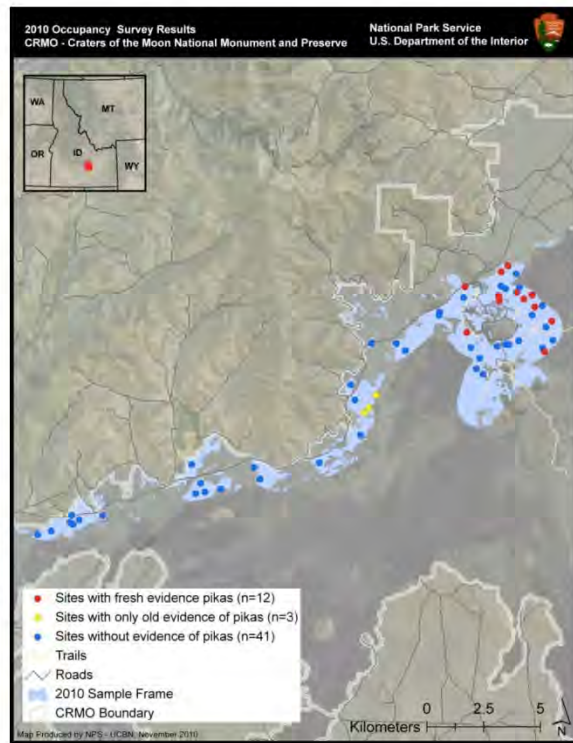 2010 Occupancy Survey Results
CRMO - Craters of the Moon National Monument and Preserve
National Park Service
U.S. Department of the Interior
WA
MT
OR
ID
WY
Sites with fresh evidence pikas (n=12)
Sites with only old evidence of pikas (n=3)
Sites without evidence of pikas (n=41)
Trails
Roads
2010 Sample Frame
CRMO Boundary
0 2.5 5
Kilometers
N
Map Produced by NPS - UCBN, November 2010